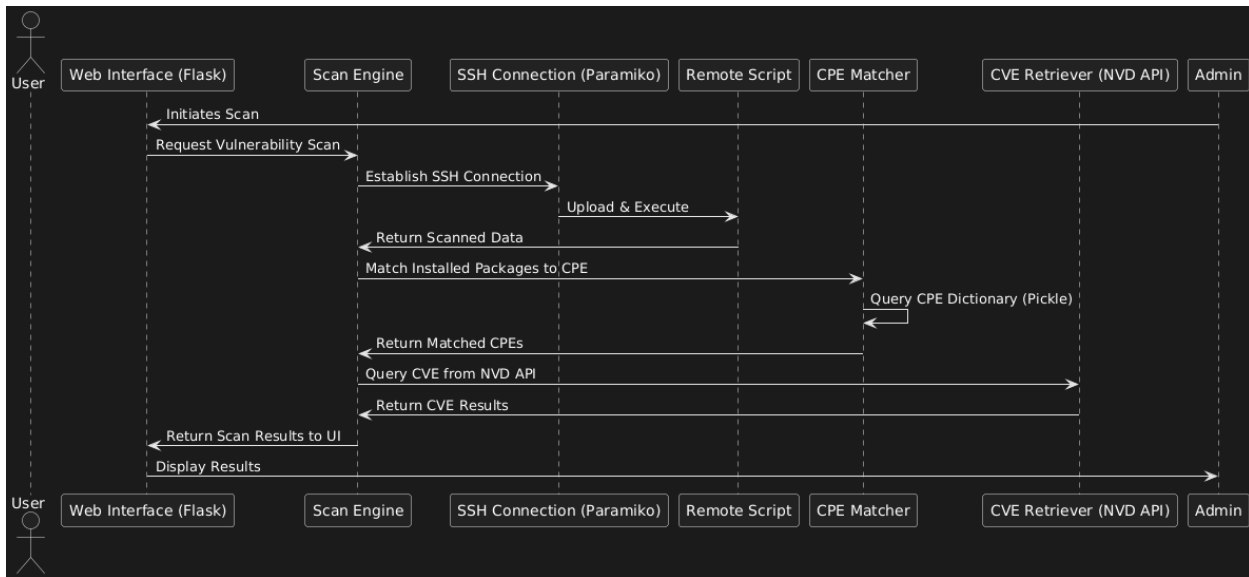 User
Web Interface (Flask)
Scan Engine
SSH Connection (Paramiko)
Remote Script
CPE Matcher
CVE Retriever (NVD API)
Admin
Initiates Scan
Request Vulnerability Scan
Establish SSH Connection
Upload & Execute
Return Scanned Data
Match Installed Packages to CPE
Query CPE Dictionary (Pickle)
Return Matched CPEs
Query CVE from NVD API
Return CVE Results
Return Scan Results to UI
Display Results
User
Web Interface (Flask)
Scan Engine
SSH Connection (Paramiko)
Remote Script
CPE Matcher
CVE Retriever (NVD API)
Admin